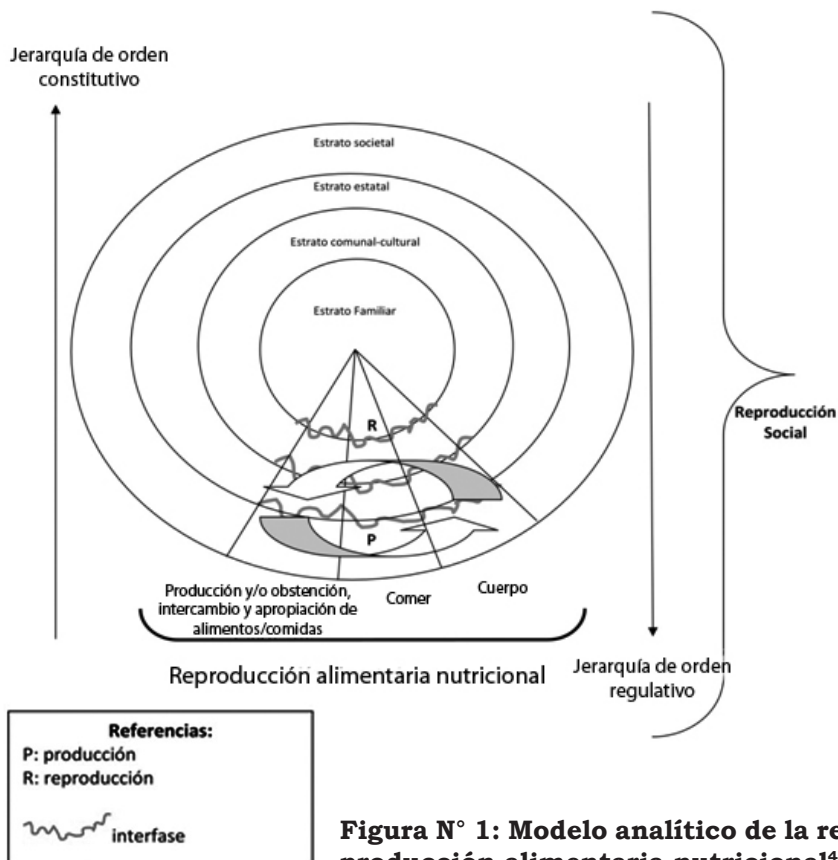 Jerarquía de orden
constitutivo
Estrato societal
Estrato estatal
Estrato comunal-cultural
Estrato Familiar
R
P
Reproducción
Social
Producción y/o obstención,
intercambio y apropiación de
alimentos/comidas
Comer
Cuerpo
Reproducción alimentaria nutricional
Jerarquía de orden
regulativo
Referencias:
P: producción
R: reproducción
interfase
Figura N° 1: Modelo analítico de la re
producción alimentaria nutricional⁴